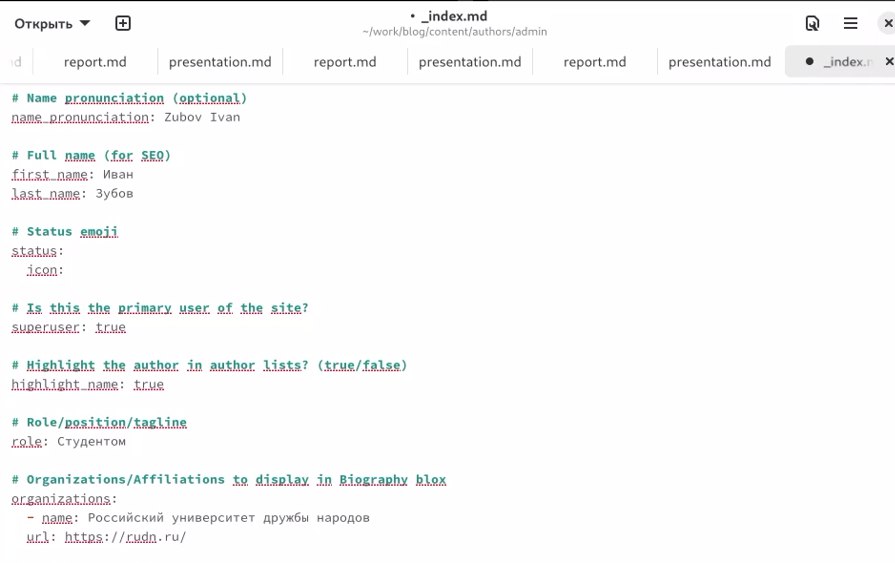 Открыть
• _index.md
~/work/blog/content/authors/admin
report.md
presentation.md
report.md
presentation.md
report.md
presentation.md
# Name pronunciation (optional)
name_pronunciation: Zubov Ivan
# Full name (for SEO)
first_name: Иван
last_name: Зубов
# Status emoji
status:
icon:
# Is this the primary user of the site?
superuser: true
# Highlight the author in author lists? (true/false)
highlight_name: true
# Role/position/tagline
role: Студентом
# Organizations/Affiliations to display in Biography blox
organizations:
- name: Российский университет дружбы народов
url: https://rudn.ru/